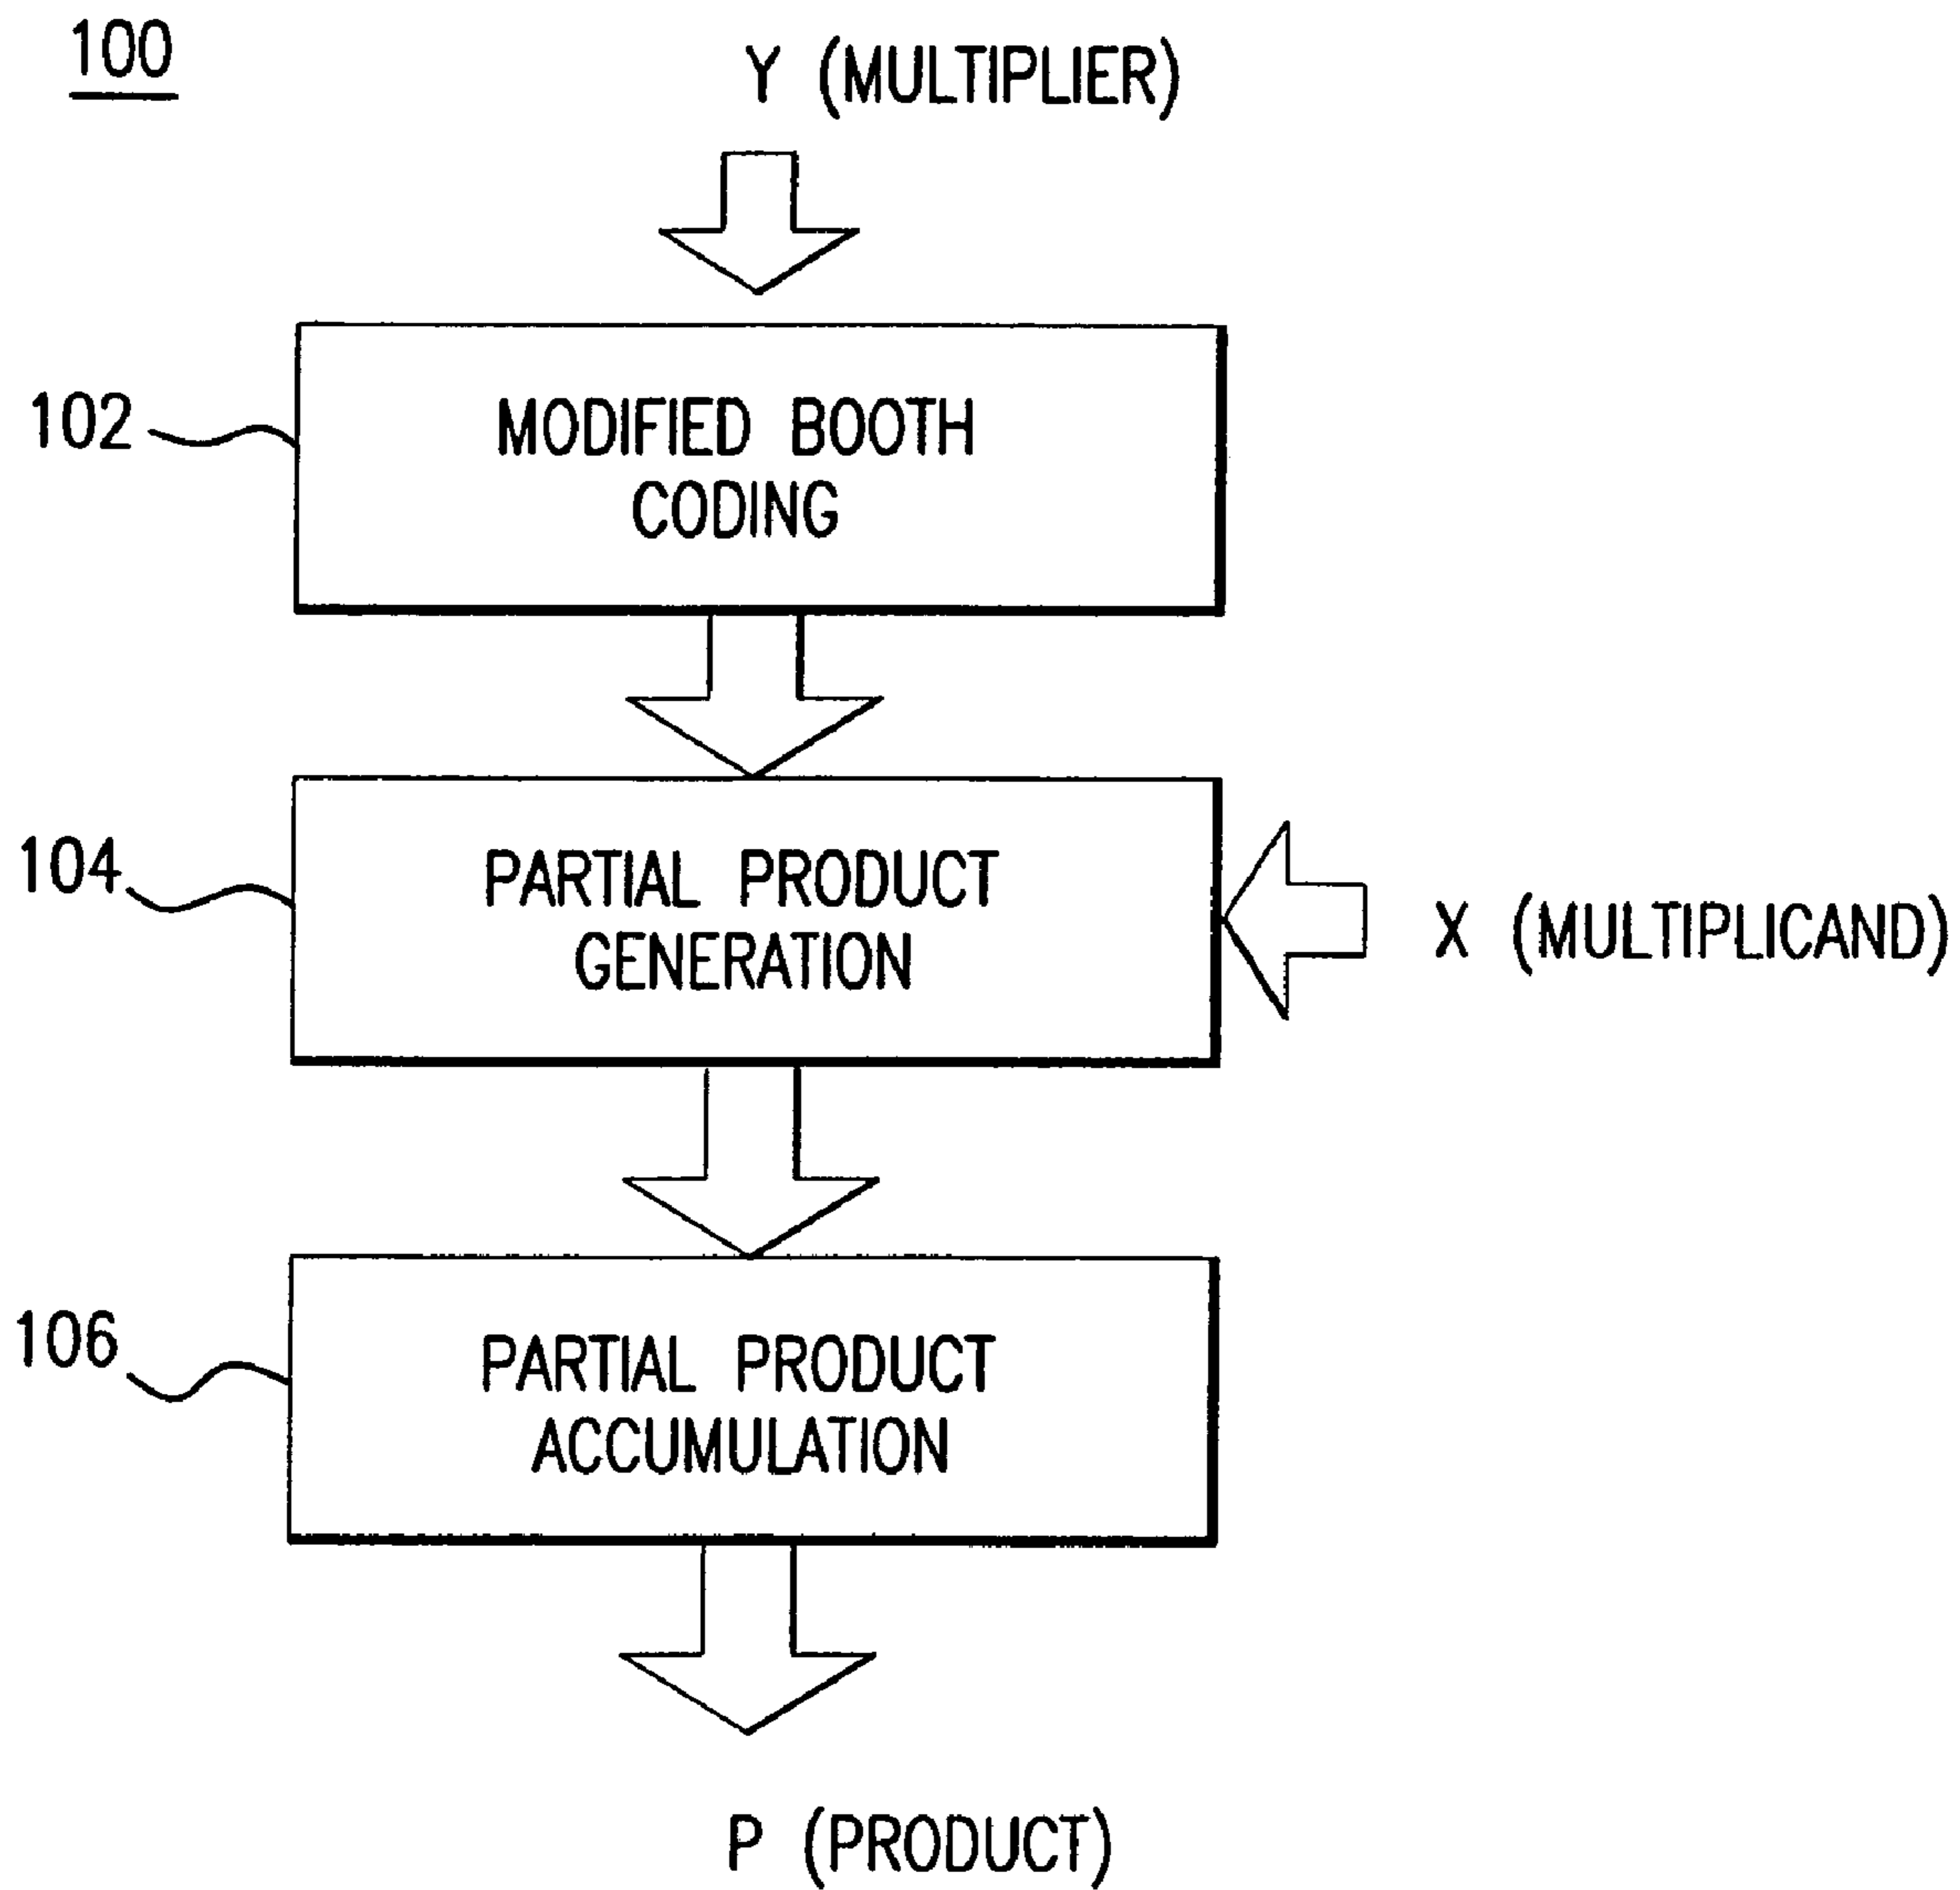 100
Y (MULTIPLIER)
102
MODIFIED BOOTH
CODING
104
PARTIAL PRODUCT
GENERATION
X (MULTIPLICAND)
106
PARTIAL PRODUCT
ACCUMULATION
P (PRODUCT)